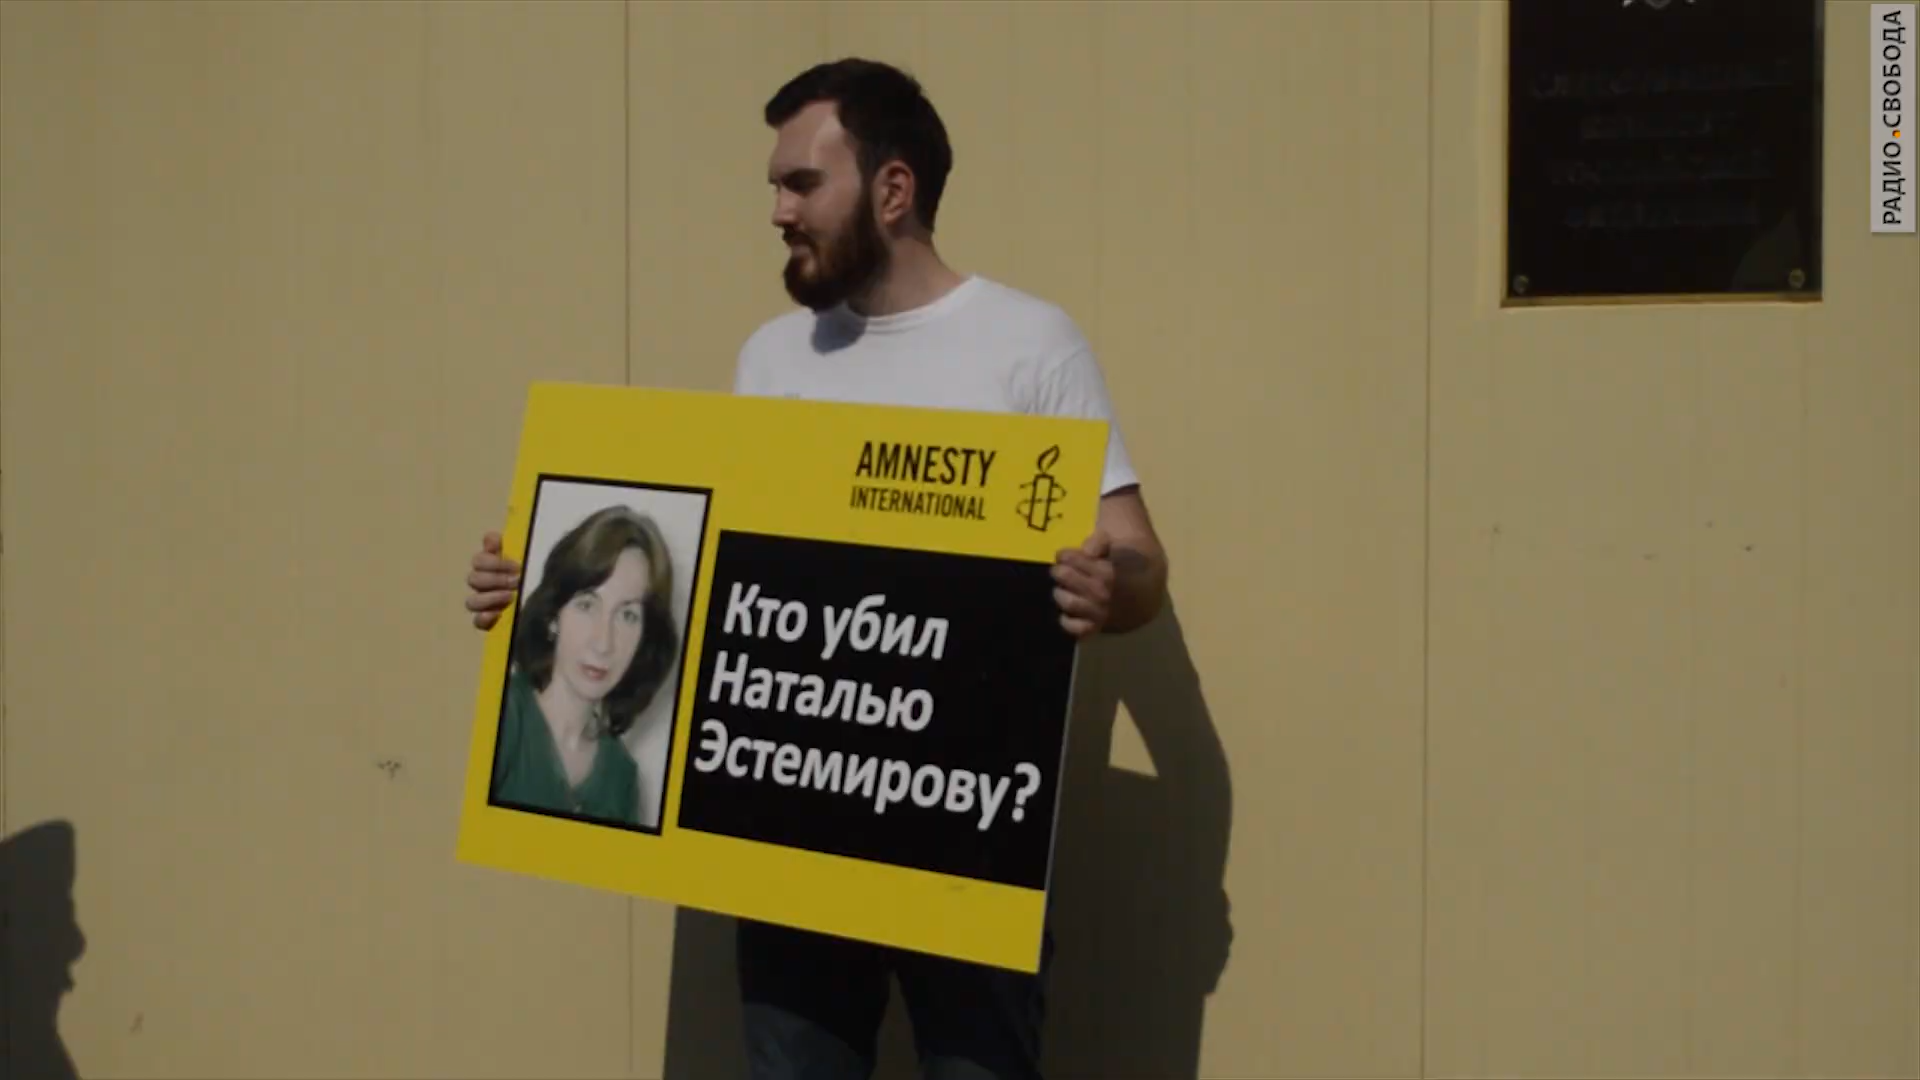 РАДИО.СВОБОДА
AMNESTY
INTERNATIONAL
Кто убил
Наталью
Эстемирову?